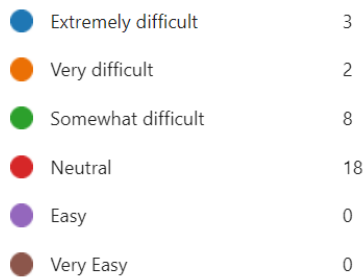 Extremely difficult 3
Very difficult 2
Somewhat difficult 8
Neutral 18
Easy 0
Very Easy 0